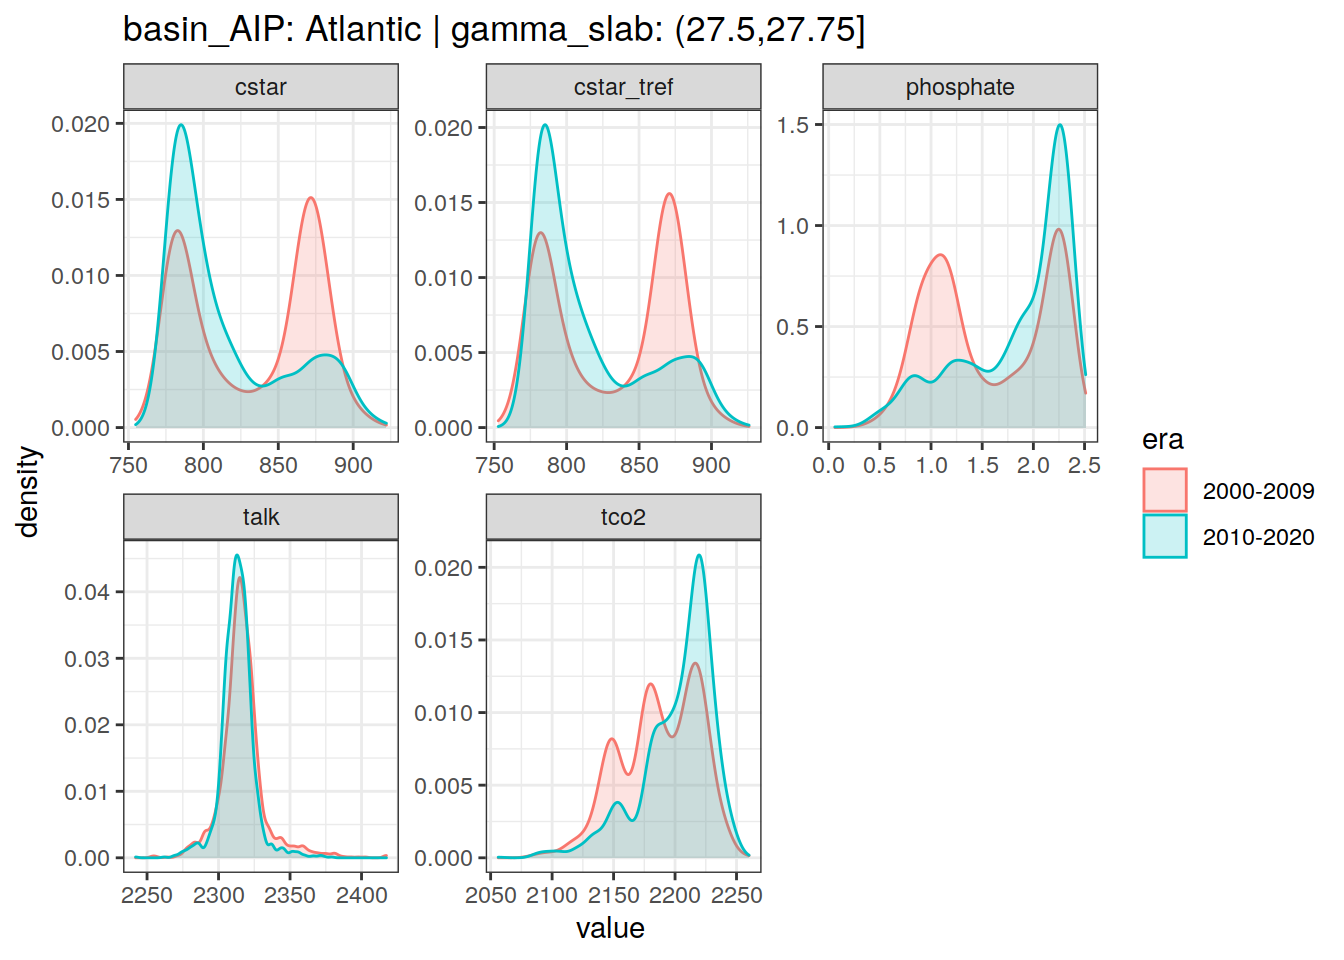 basin_AIP: Atlantic | gamma_slab: (27.5,27.75]
cstar
cstar_tref
phosphate
0.020
0.015
0.010
0.005
0.000
750 800 850 900
0.020
0.015
0.010
0.005
0.000
750 800 850 900
1.5
1.0
0.5
0.0
0.0 0.5 1.0 1.5 2.0 2.5
density
talk
tco2
0.04
0.03
0.02
0.01
0.00
2250 2300 2350 2400
0.020
0.015
0.010
0.005
0.000
2050 2100 2150 2200 2250
value
era
2000-2009
2010-2020